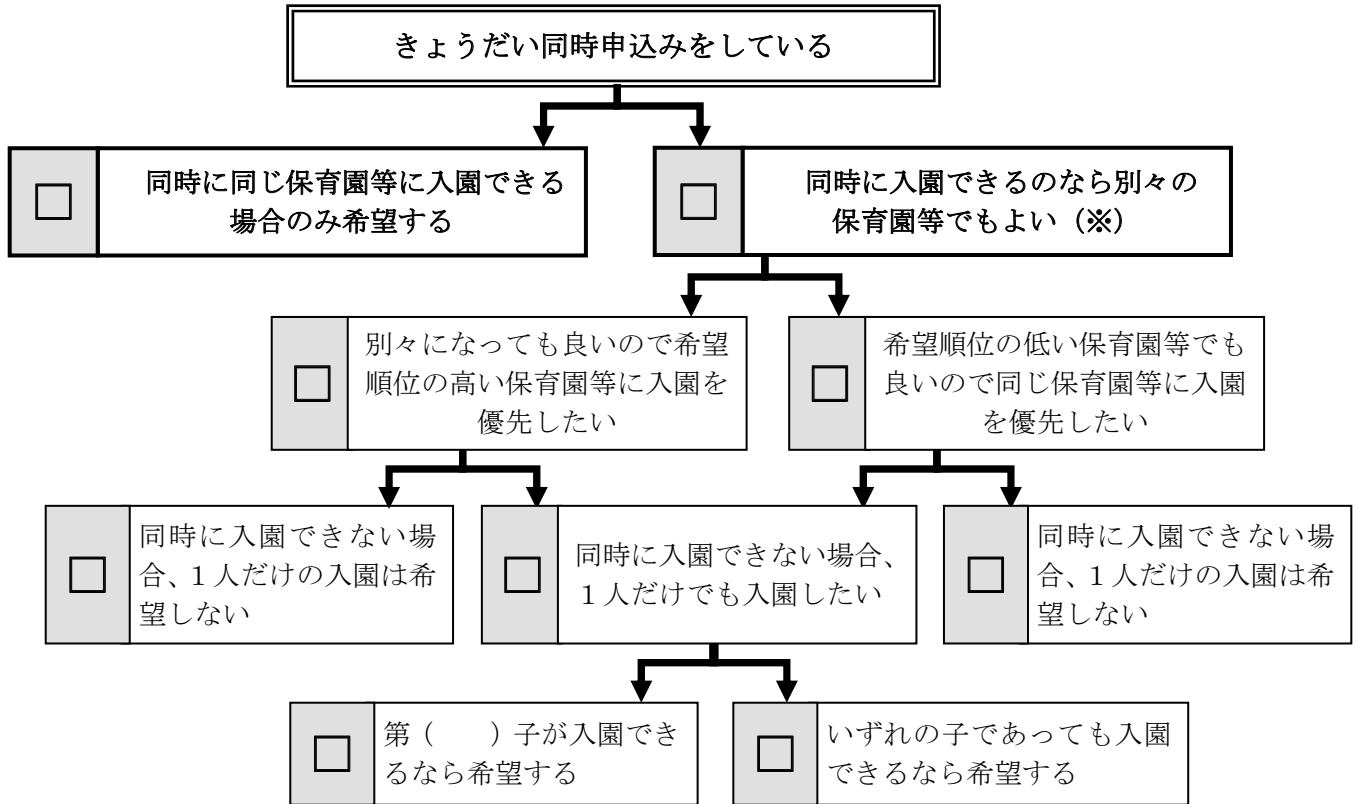 きょうだい同時申込みをしている
□
同時に同じ保育園等に入園できる
場合のみ希望する
□
同時に入園できるのなら別々の
保育園等でもよい（※）
□
別々になっても良いので希望
順位の高い保育園等に入園を
優先したい
□
希望順位の低い保育園等でも
良いので同じ保育園等に入園
を優先したい
□
同時に入園できない場
合、１人だけの入園は希
望しない
□
同時に入園できない場合、
１人だけでも入園したい
□
同時に入園できない場
合、１人だけの入園は希
望しない
□
第（　　）子が入園でき
るなら希望する
□
いずれの子であっても入園
できるなら希望する